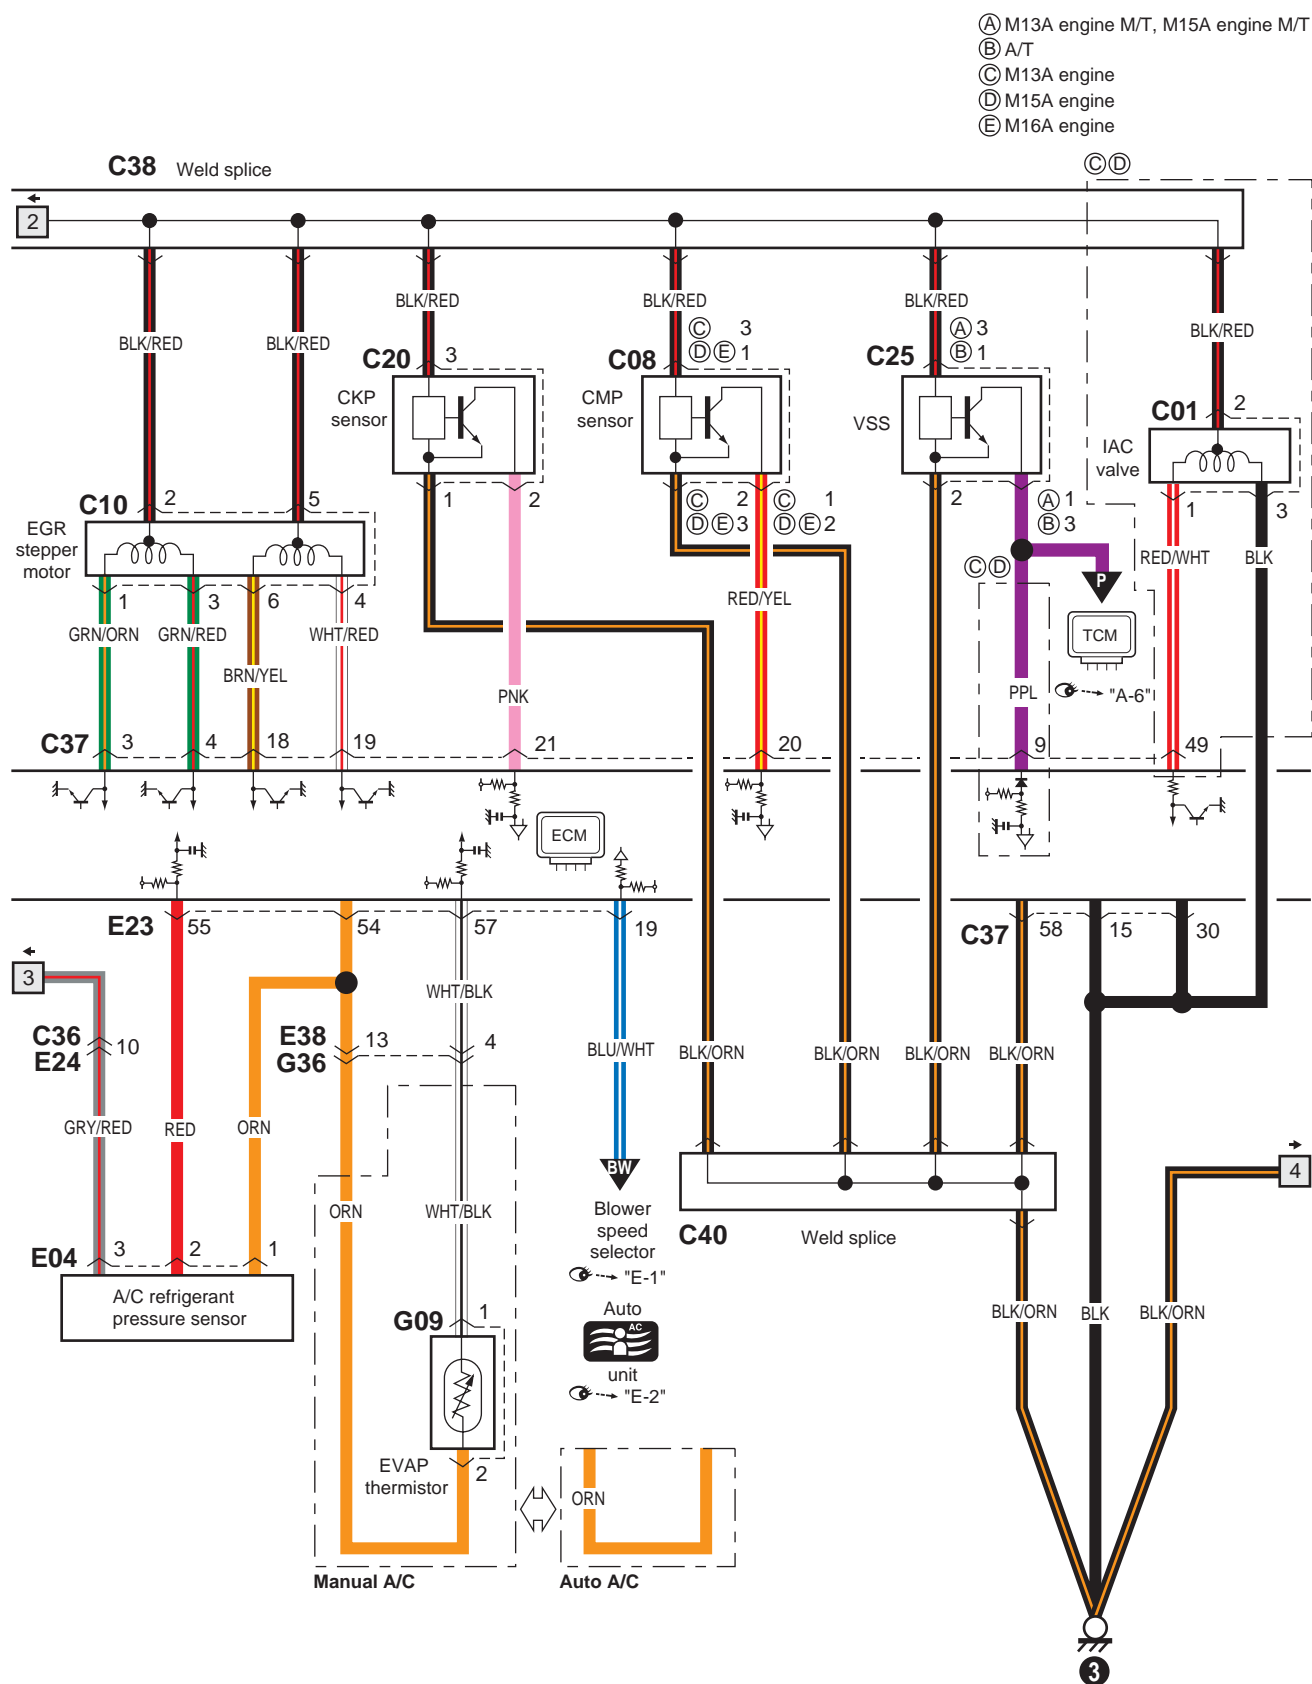 Ⓐ M13A engine M/T, M15A engine M/T
Ⓑ A/T
Ⓒ M13A engine
Ⓓ M15A engine
Ⓔ M16A engine
C38 Weld splice
Ⓒ Ⓓ
2
BLK/RED BLK/RED BLK/RED BLK/RED BLK/RED BLK/RED
C20 3
CKP
sensor
1 2
C08 Ⓒ 3
Ⓓ Ⓔ 1
CMP
sensor
Ⓒ 2 Ⓒ 1
Ⓓ Ⓔ 3 Ⓓ Ⓔ 2
C25 Ⓐ 3
Ⓑ 1
VSS
2 Ⓐ 1
Ⓑ 3
C01 2
IAC
valve
1 3
C10 2 5
EGR
stepper
motor
1 3 6 4
GRN/ORN GRN/RED BRN/YEL WHT/RED
PNK
RED/YEL
Ⓒ Ⓓ
P
TCM
"A-6"
PPL
RED/WHT BLK
C37 3 4 18 19 21 20 9 49
ECM
E23 55 54 57 19
C37 58 15 30
3
C36
E24 10
WHT/BLK
E38 13 4
G36
BLU/WHT BLK/ORN BLK/ORN BLK/ORN BLK/ORN
GRY/RED RED ORN
ORN WHT/BLK
BW
Blower
speed
selector
"E-1"
Auto
AC
unit
"E-2"
C40 Weld splice
4
E04 3 2 1
A/C refrigerant
pressure sensor
G09 1
EVAP
thermistor
2
ORN
Manual A/C Auto A/C
BLK/ORN BLK BLK/ORN
3